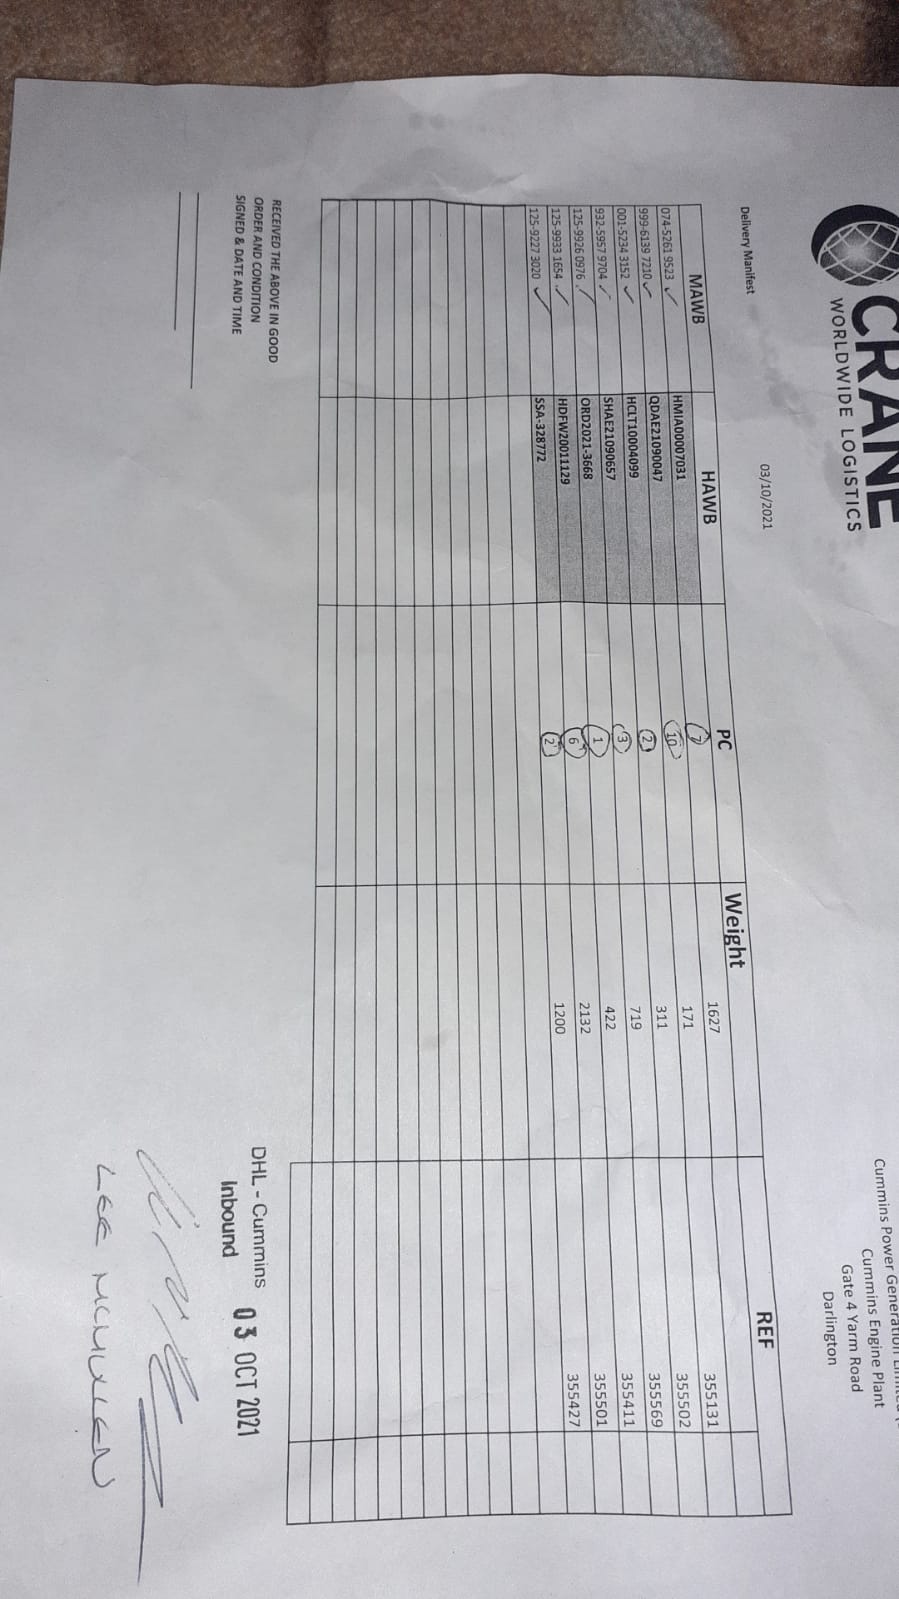 CRANE
WORLDWIDE LOGISTICS
Cummins Power Generation
Cummins Engine Plant
Gate 4 Yarm Road
Darlington
Delivery Manifest 03/10/2021
MAWB HAWB PC Weight REF
074-5261 9523 HMIA00007031 7 1627 355131
999-6139 7210 QDAE21090047 10 171 355502
001-5234 3152 HCLT10004099 2 311 355569
932-5957 9704 SHAE21090657 3 719 355411
125-9926 0976 ORD2021-3668 1 422 355501
125-9933 1654 HDFW20011129 6 2132 355427
125-9227 3020 SSA-328772 2 1200
RECEIVED THE ABOVE IN GOOD
ORDER AND CONDITION
SIGNED & DATE AND TIME
DHL - Cummins
Inbound
03 OCT 2021
LEE MCMULLEN